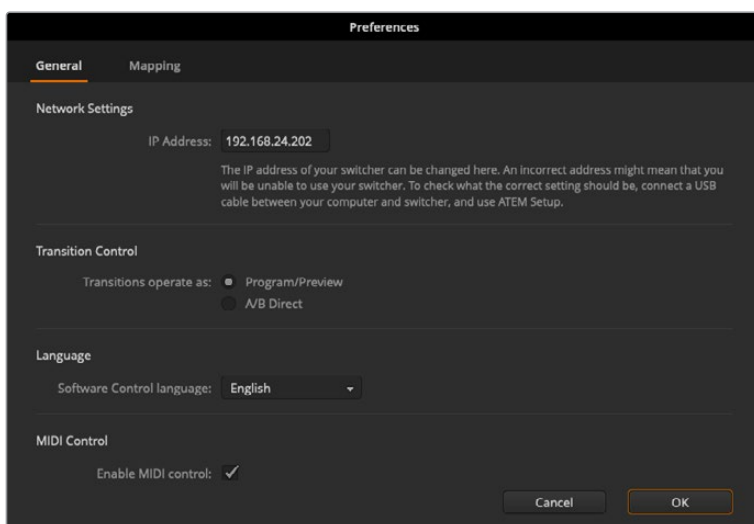 Preferences
General Mapping
Network Settings
IP Address: 192.168.24.202
The IP address of your switcher can be changed here. An incorrect address might mean that you
will be unable to use your switcher. To check what the correct setting should be, connect a USB
cable between your computer and switcher, and use ATEM Setup.
Transition Control
Transitions operate as: Program/Preview
A/B Direct
Language
Software Control language: English
MIDI Control
Enable MIDI control:
Cancel OK